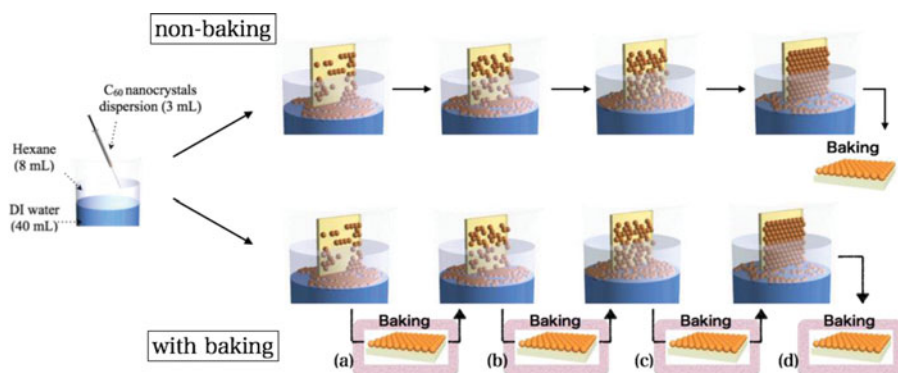 non-baking
C60 nanocrystals
dispersion (3 mL)
Hexane
(8 mL)
DI water
(40 mL)
Baking
with baking
Baking
(a)
Baking
(b)
Baking
(c)
Baking
(d)